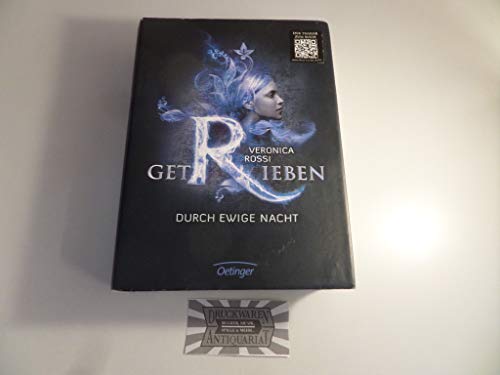 VERONICA
ROSSI
GETRIEBEN
DURCH EWIGE NACHT
Oetinger
DRUCKWAREN
ANTIQUARIAT